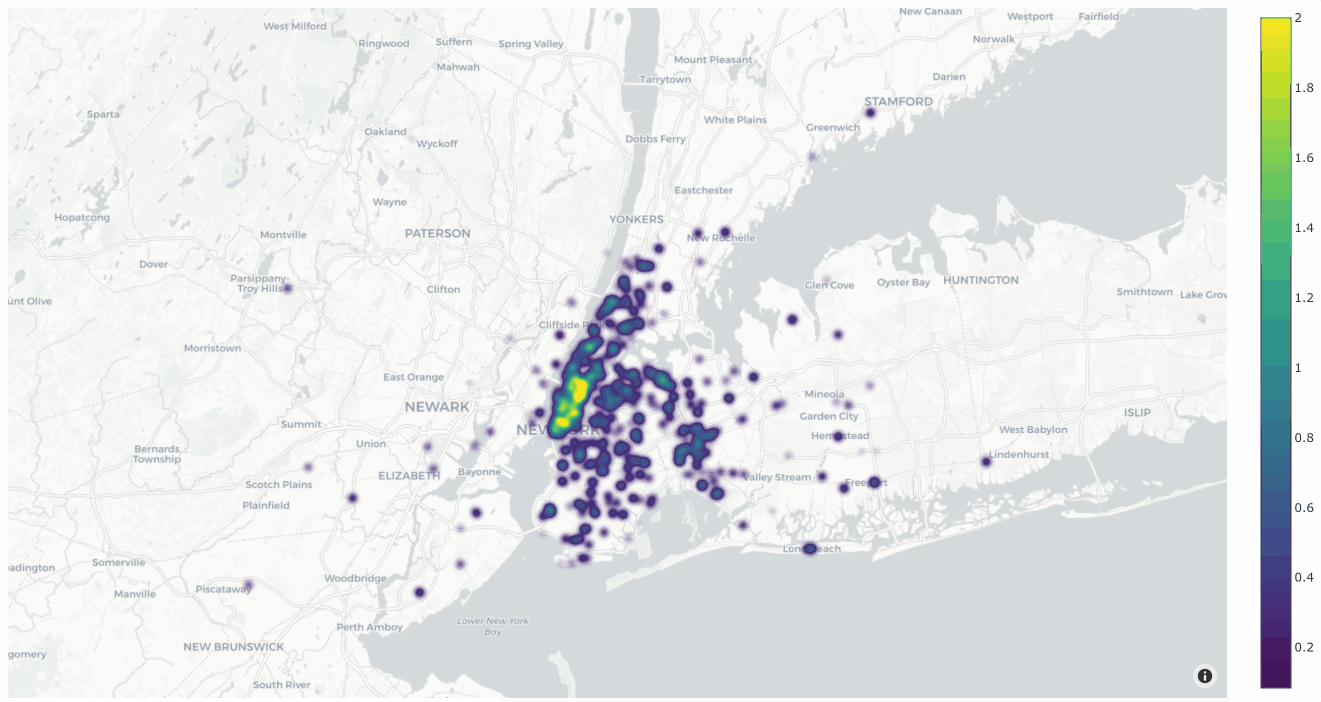 New Canaan
Westport
Fairfield
West Milford
Ringwood
Suffern
Spring Valley
Norwalk
Mahwah
Mount Pleasant
Tarrytown
Darien
STAMFORD
Sparta
White Plains
Greenwich
Oakland
Wyckoff
Dobbs Ferry
Eastchester
Wayne
YONKERS
Hopatcong
Montville
PATERSON
New Rochelle
Dover
Parsippany-
Troy Hills
Clifton
Glen Cove
Oyster Bay
HUNTINGTON
Smithtown
Lake Grov
unt Olive
Cliffside
Morristown
East Orange
Mineola
NEWARK
Garden City
ISLIP
Summit
NEW YORK
Hempstead
West Babylon
Union
Bernards
Township
Lindenhurst
ELIZABETH
Bayonne
Valley Stream
Freeport
Scotch Plains
Plainfield
Long Beach
Somerville
eadington
Woodbridge
Piscataway
Manville
Perth Amboy
Lower New York
Bay
NEW BRUNSWICK
gomery
South River
2
1.8
1.6
1.4
1.2
1
0.8
0.6
0.4
0.2